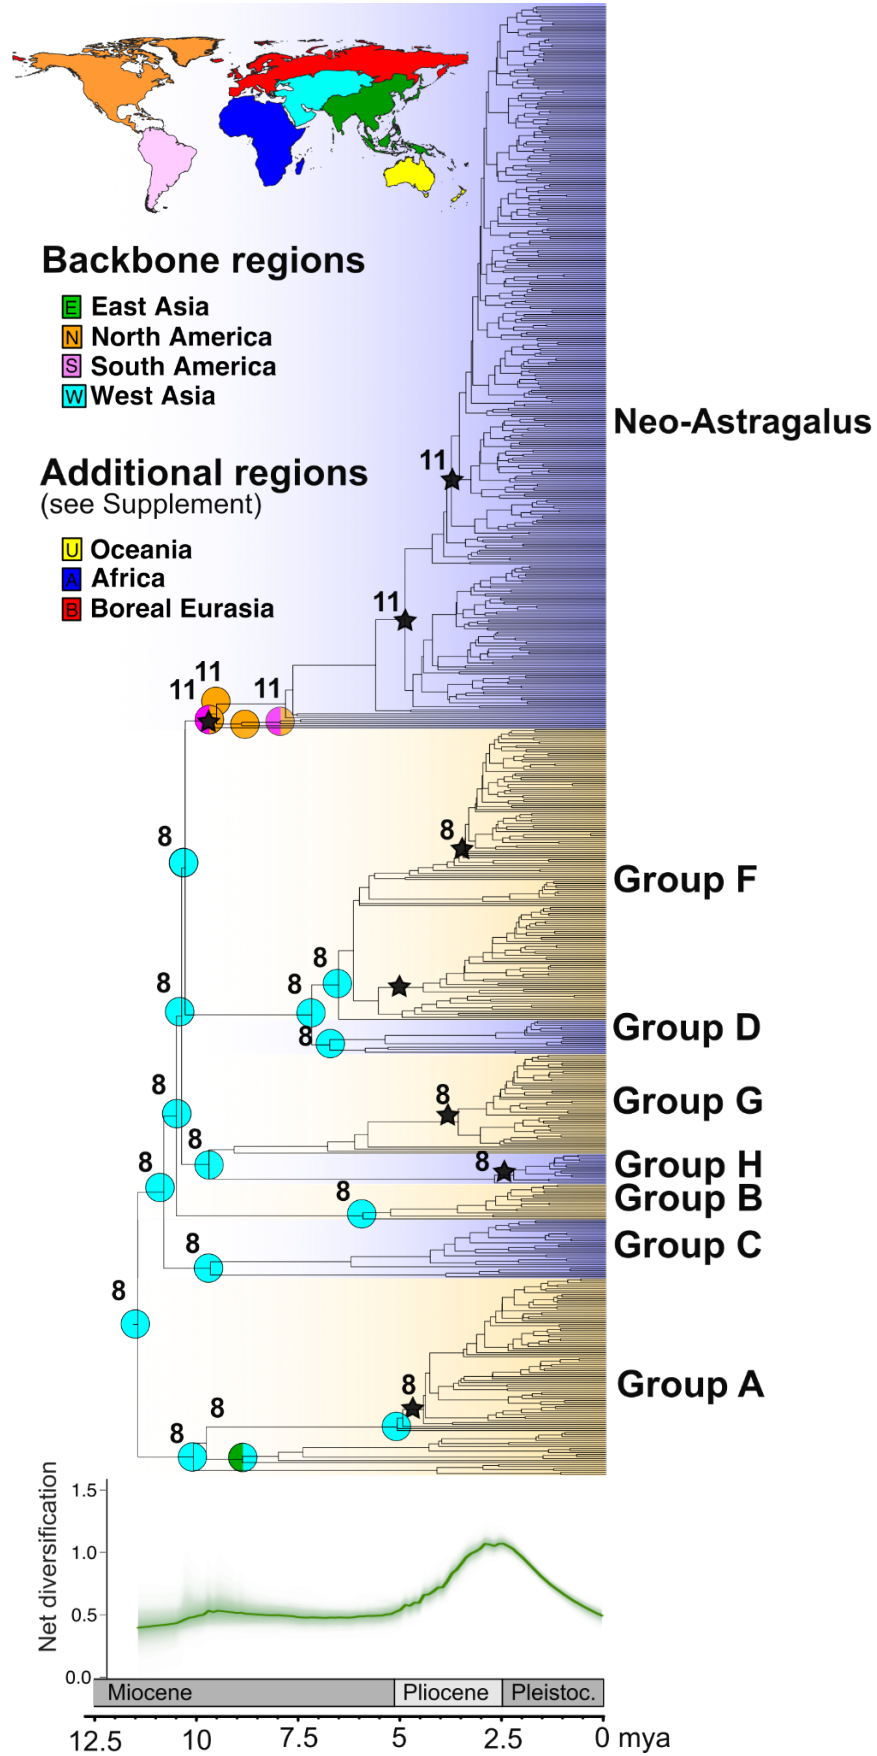 Backbone regions
E East Asia
N North America
S South America
W West Asia
Additional regions
(see Supplement)
U Oceania
A Africa
B Boreal Eurasia
Neo-Astragalus
11
11
11
11
11
8
8
Group F
8
8
8
8
Group D
8
8
Group G
8
8
Group H
8
Group B
8
8
Group C
8
8
Group A
8
8
Net diversification
1.5
1.0
0.5
0.0
Miocene Pliocene Pleistoc.
12.5 10 7.5 5 2.5 0 mya